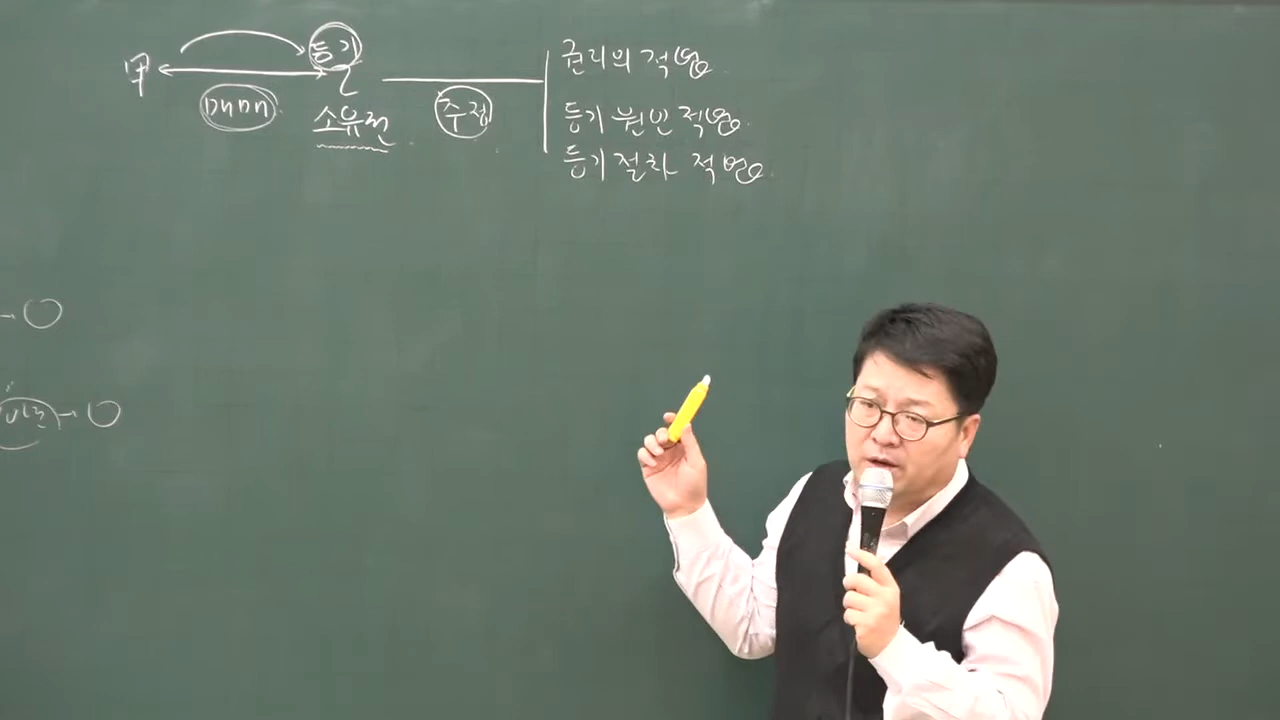 甲 등기 乙
매매
소유권 추정
권리의 적법
등기 원인 적법
등기 절차 적법